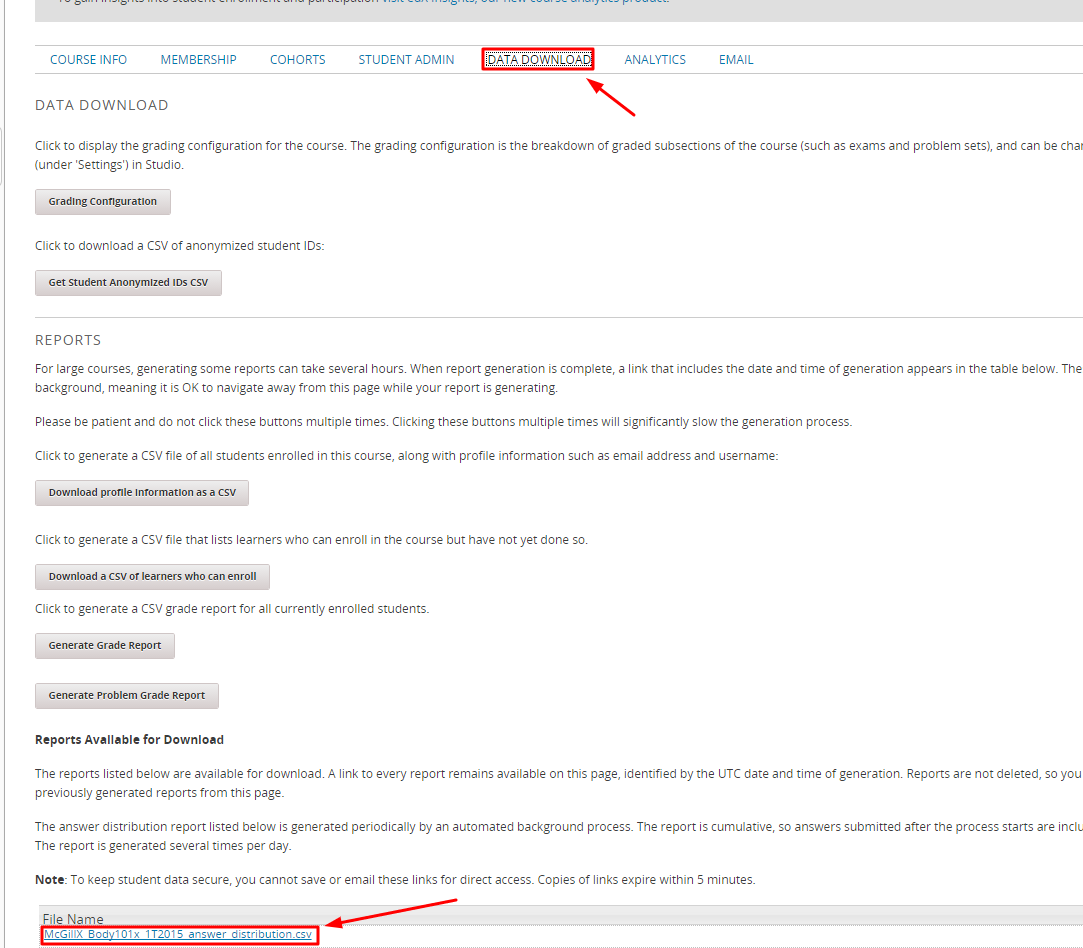 To gain insights into student enrollment and participation visit edX Insights, our new course analytics product.
COURSE INFO MEMBERSHIP COHORTS STUDENT ADMIN DATA DOWNLOAD ANALYTICS EMAIL
DATA DOWNLOAD
Click to display the grading configuration for the course. The grading configuration is the breakdown of graded subsections of the course (such as exams and problem sets), and can be char
(under 'Settings') in Studio.
Grading Configuration
Click to download a CSV of anonymized student IDs:
Get Student Anonymized IDs CSV
REPORTS
For large courses, generating some reports can take several hours. When report generation is complete, a link that includes the date and time of generation appears in the table below. The
background, meaning it is OK to navigate away from this page while your report is generating.
Please be patient and do not click these buttons multiple times. Clicking these buttons multiple times will significantly slow the generation process.
Click to generate a CSV file of all students enrolled in this course, along with profile information such as email address and username:
Download profile information as a CSV
Click to generate a CSV file that lists learners who can enroll in the course but have not yet done so.
Download a CSV of learners who can enroll
Click to generate a CSV grade report for all currently enrolled students.
Generate Grade Report
Generate Problem Grade Report
Reports Available for Download
The reports listed below are available for download. A link to every report remains available on this page, identified by the UTC date and time of generation. Reports are not deleted, so you
previously generated reports from this page.
The answer distribution report listed below is generated periodically by an automated background process. The report is cumulative, so answers submitted after the process starts are inclu
The report is generated several times per day.
Note: To keep student data secure, you cannot save or email these links for direct access. Copies of links expire within 5 minutes.
File Name
McGillX_Body101x_1T2015_answer_distribution.csv